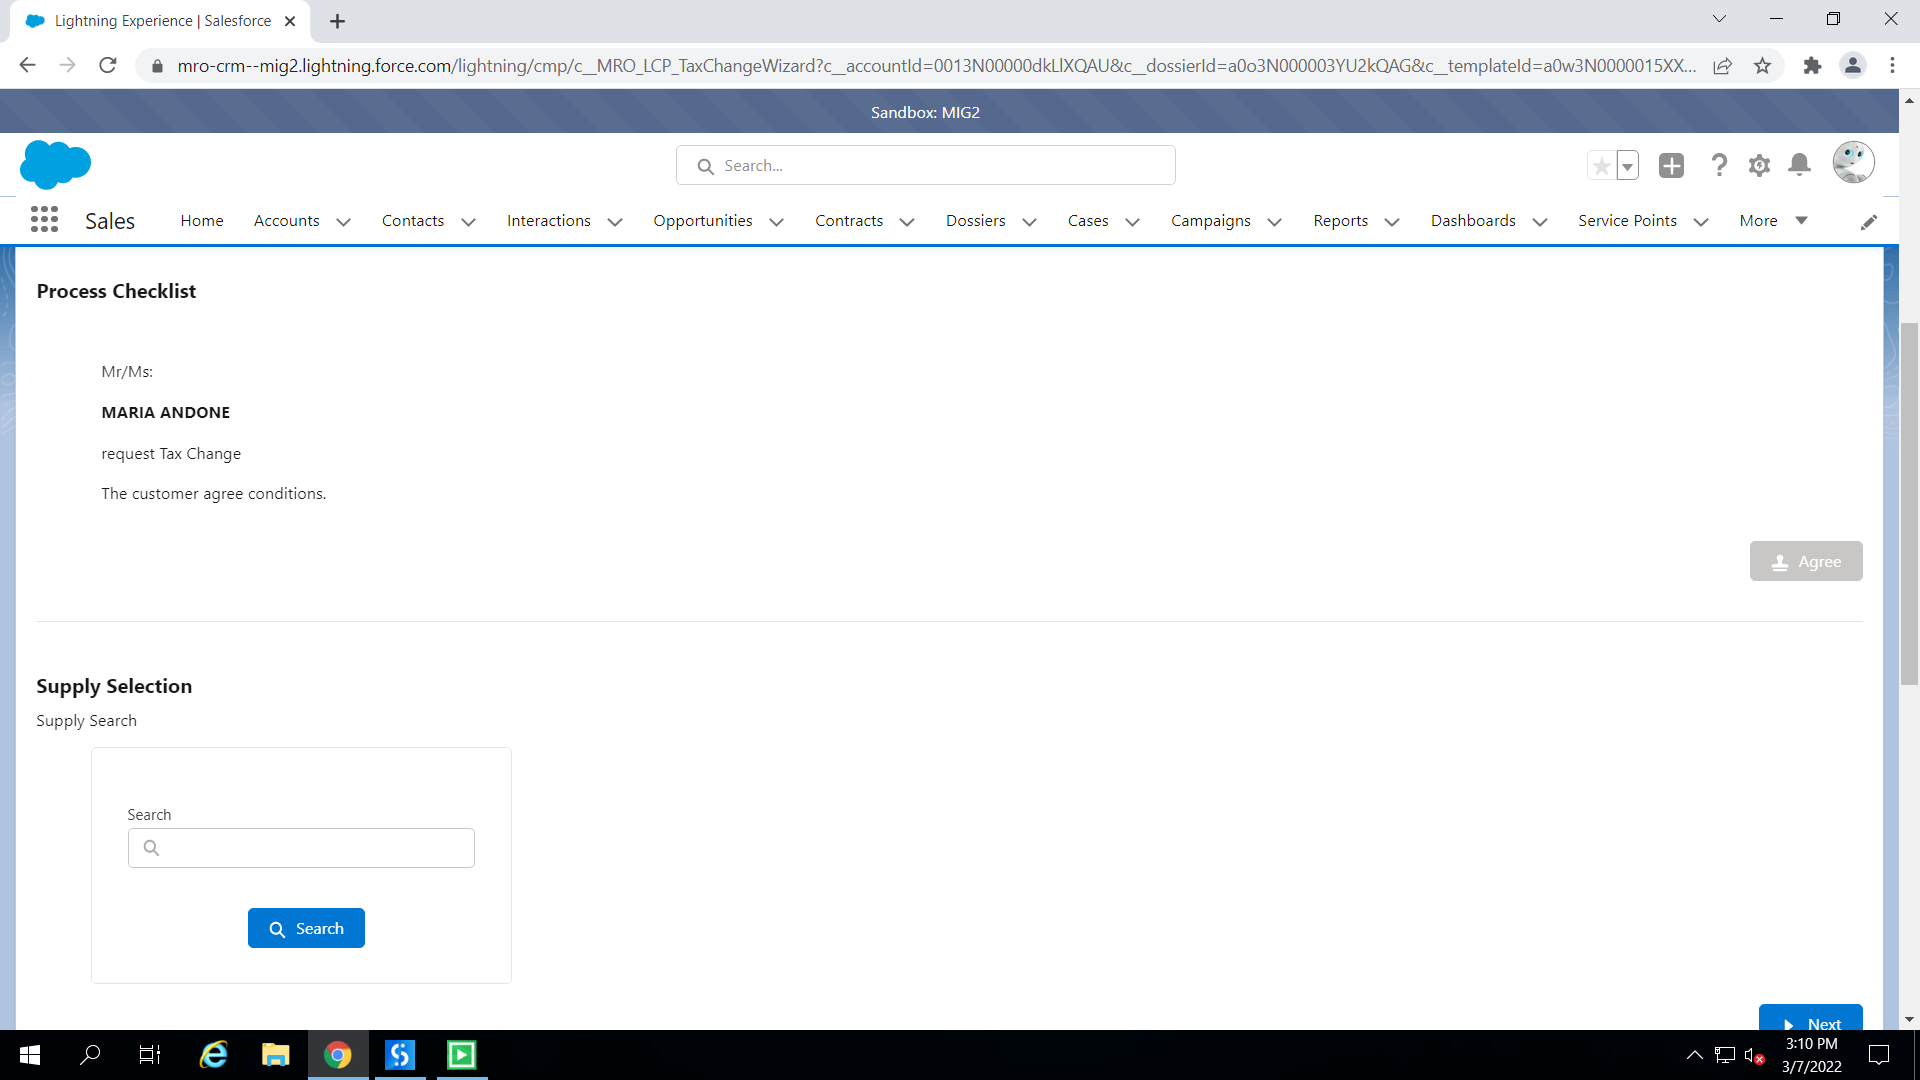 Lightning Experience | Salesforce
mro-crm--mig2.lightning.force.com/lightning/cmp/c__MRO_LCP_TaxChangeWizard?c__accountId=0013N00000dkLlXQAU&c__dossierId=a0o3N000003YU2kQAG&c__templateId=a0w3N0000015XX...
Sandbox: MIG2
Search...
Sales
Home
Accounts
Contacts
Interactions
Opportunities
Contracts
Dossiers
Cases
Campaigns
Reports
Dashboards
Service Points
More
Process Checklist
Mr/Ms:
MARIA ANDONE
request Tax Change
The customer agree conditions.
Agree
Supply Selection
Supply Search
Search
Search
Next
3:10 PM
3/7/2022